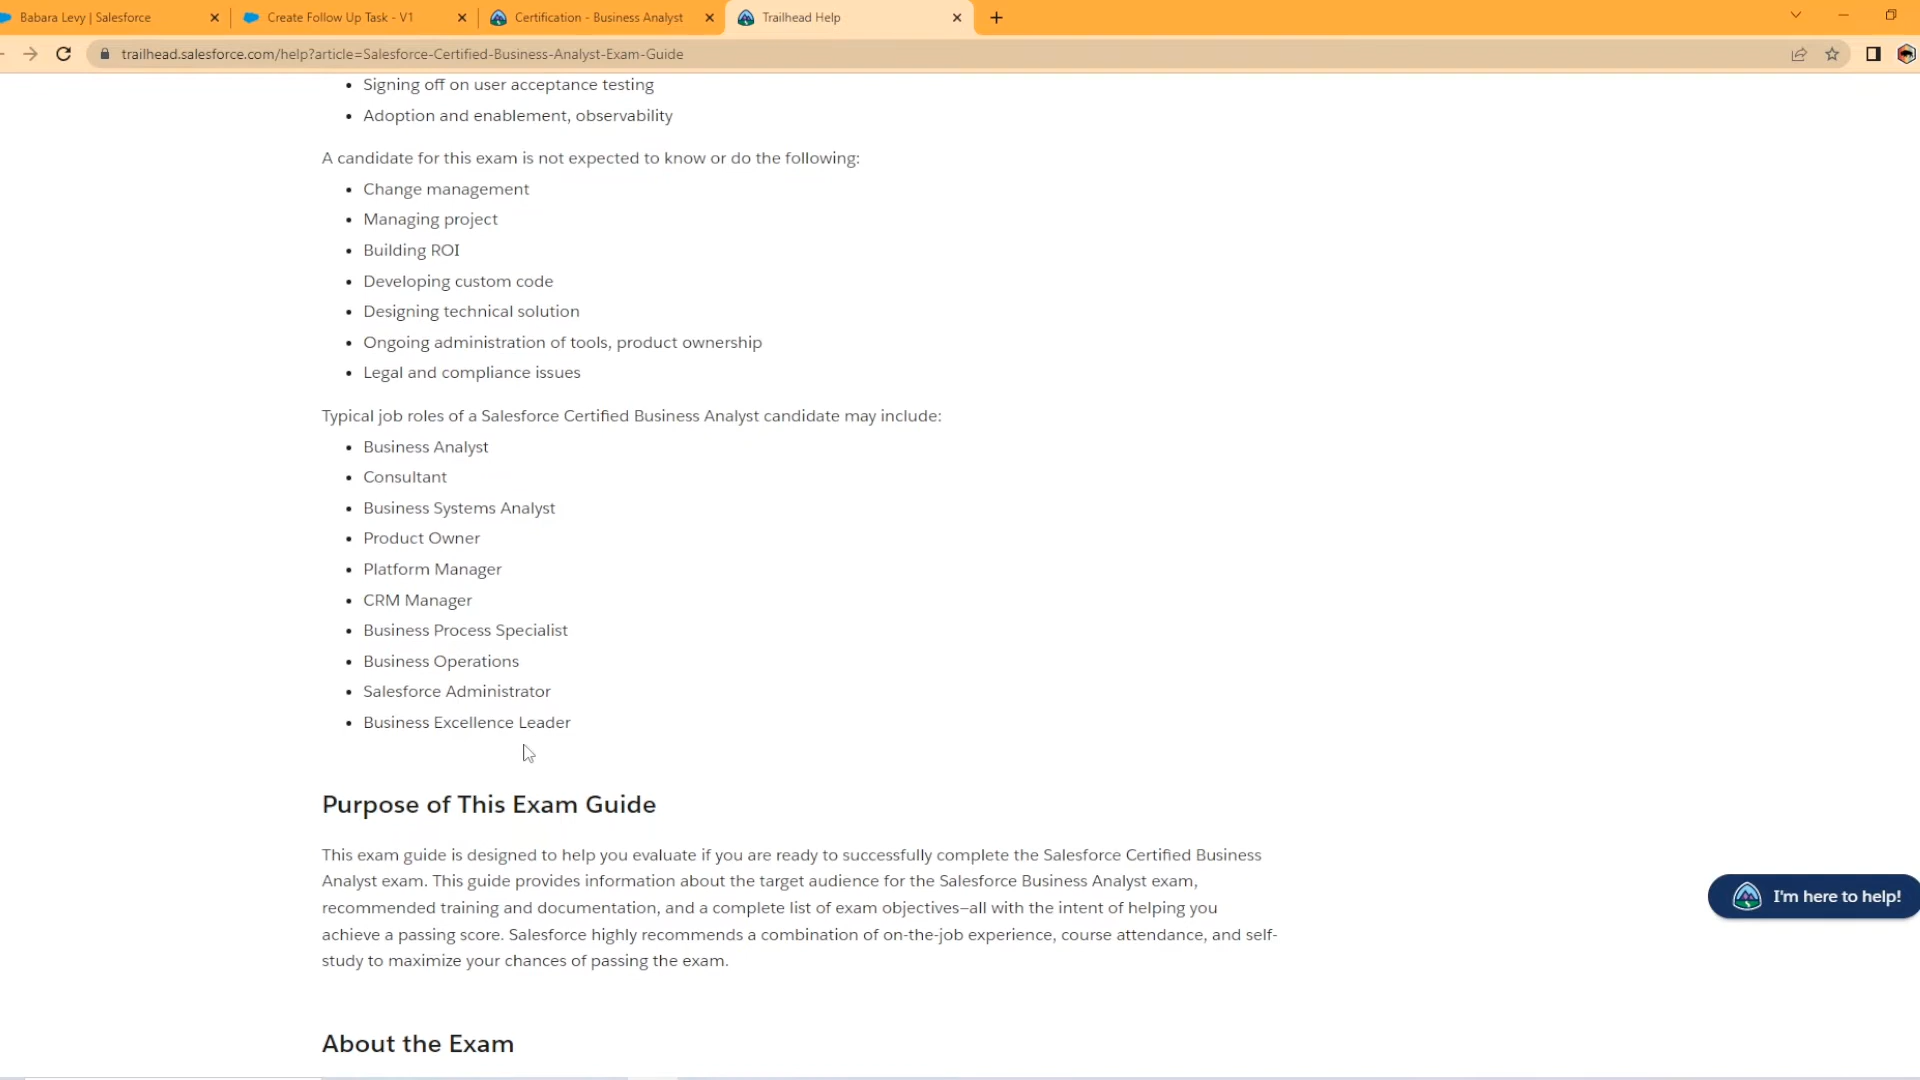 Babara Levy | Salesforce
Create Follow Up Task - V1
Certification - Business Analyst
Trailhead Help
trailhead.salesforce.com/help?article=Salesforce-Certified-Business-Analyst-Exam-Guide
• Signing off on user acceptance testing
• Adoption and enablement, observability
A candidate for this exam is not expected to know or do the following:
• Change management
• Managing project
• Building ROI
• Developing custom code
• Designing technical solution
• Ongoing administration of tools, product ownership
• Legal and compliance issues
Typical job roles of a Salesforce Certified Business Analyst candidate may include:
• Business Analyst
• Consultant
• Business Systems Analyst
• Product Owner
• Platform Manager
• CRM Manager
• Business Process Specialist
• Business Operations
• Salesforce Administrator
• Business Excellence Leader
Purpose of This Exam Guide
This exam guide is designed to help you evaluate if you are ready to successfully complete the Salesforce Certified Business
Analyst exam. This guide provides information about the target audience for the Salesforce Business Analyst exam,
recommended training and documentation, and a complete list of exam objectives—all with the intent of helping you
achieve a passing score. Salesforce highly recommends a combination of on-the-job experience, course attendance, and self-
study to maximize your chances of passing the exam.
I'm here to help!
About the Exam